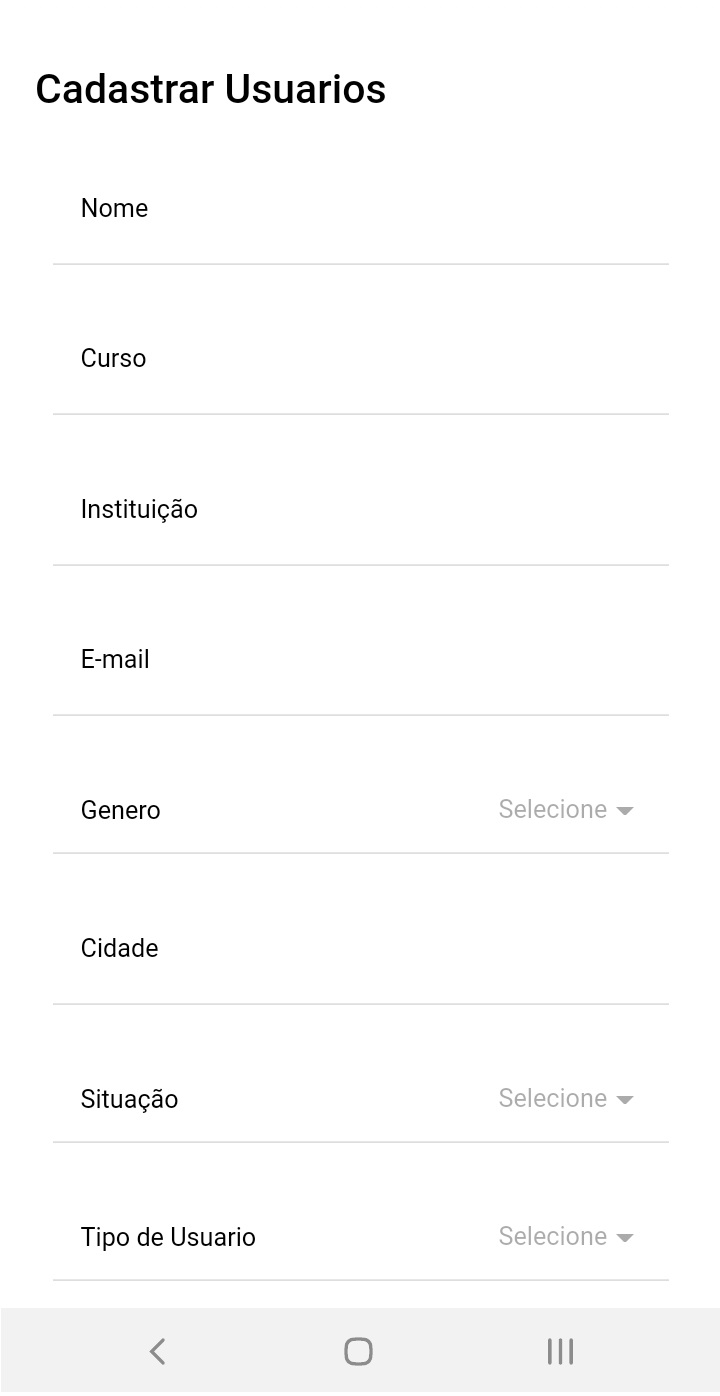 Cadastrar Usuarios
Nome
Curso
Instituição
E-mail
Genero Selecione
Cidade
Situação Selecione
Tipo de Usuario Selecione